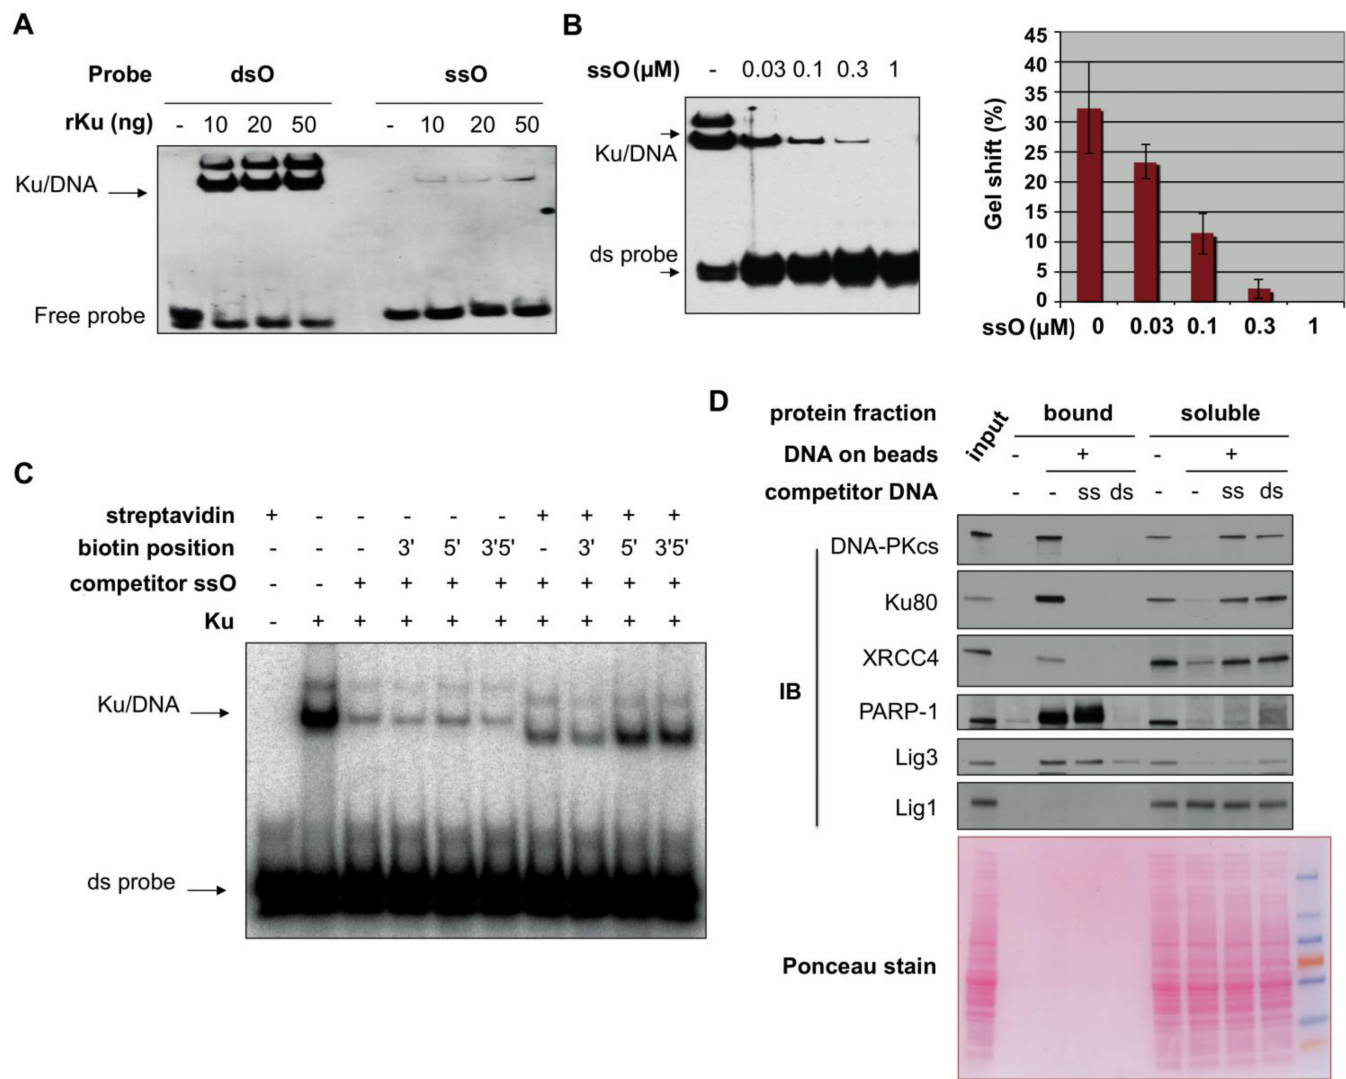 A
Probe dsO ssO
rKu (ng) - 10 20 50 - 10 20 50
Ku/DNA
Free probe
B
ssO (µM) - 0.03 0.1 0.3 1
Ku/DNA
ds probe
Gel shift (%)
45
40
35
30
25
20
15
10
5
0
ssO (µM) 0 0.03 0.1 0.3 1
C
streptavidin + - - - - - + + + +
biotin position - - - 3' 5' 3'5' - 3' 5' 3'5'
competitor ssO - - + + + + + + + +
Ku - + + + + + + + + +
Ku/DNA
ds probe
D
protein fraction input bound soluble
DNA on beads - + - +
competitor DNA - - ss ds - - ss ds
IB
DNA-PKcs
Ku80
XRCC4
PARP-1
Lig3
Lig1
Ponceau stain